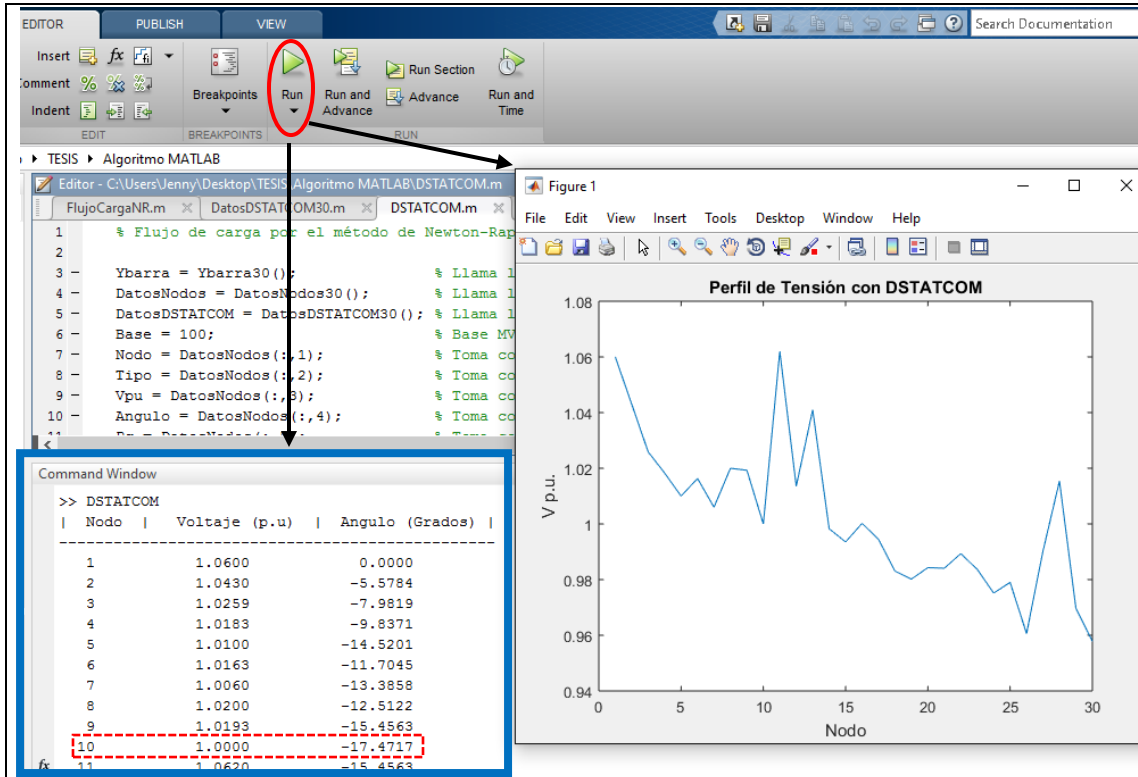 EDITOR PUBLISH VIEW
Search Documentation
Insert fx fi
Comment %
Indent
Breakpoints
Run
Run and Advance
Run Section
Advance
Run and Time
EDIT BREAKPOINTS RUN
TESIS Algoritmo MATLAB
Editor - C:\Users\Jenny\Desktop\TESIS\Algoritmo MATLAB\DSTATCOM.m
FlujoCargaNR.m DatosDSTATCOM30.m DSTATCOM.m
1 % Flujo de carga por el método de Newton-Rap
2
3 - Ybarra = Ybarra30(); % Llama l
4 - DatosNodos = DatosNodos30(); % Llama l
5 - DatosDSTATCOM = DatosDSTATCOM30(); % Llama l
6 - Base = 100; % Base MV
7 - Nodo = DatosNodos(:,1); % Toma co
8 - Tipo = DatosNodos(:,2); % Toma co
9 - Vpu = DatosNodos(:,3); % Toma co
10 - Angulo = DatosNodos(:,4); % Toma co
Command Window
>> DSTATCOM
| Nodo | Voltaje (p.u) | Angulo (Grados) |
--------------------------------------------------
1 1.0600 0.0000
2 1.0430 -5.5784
3 1.0259 -7.9819
4 1.0183 -9.8371
5 1.0100 -14.5201
6 1.0163 -11.7045
7 1.0060 -13.3858
8 1.0200 -12.5122
9 1.0193 -15.4563
10 1.0000 -17.4717
fx 11 1.0620 -15.4563
Figure 1
File Edit View Insert Tools Desktop Window Help
Perfil de Tensión con DSTATCOM
1.08
1.06
1.04
1.02
1
0.98
0.96
0.94
V p.u.
0 5 10 15 20 25 30
Nodo